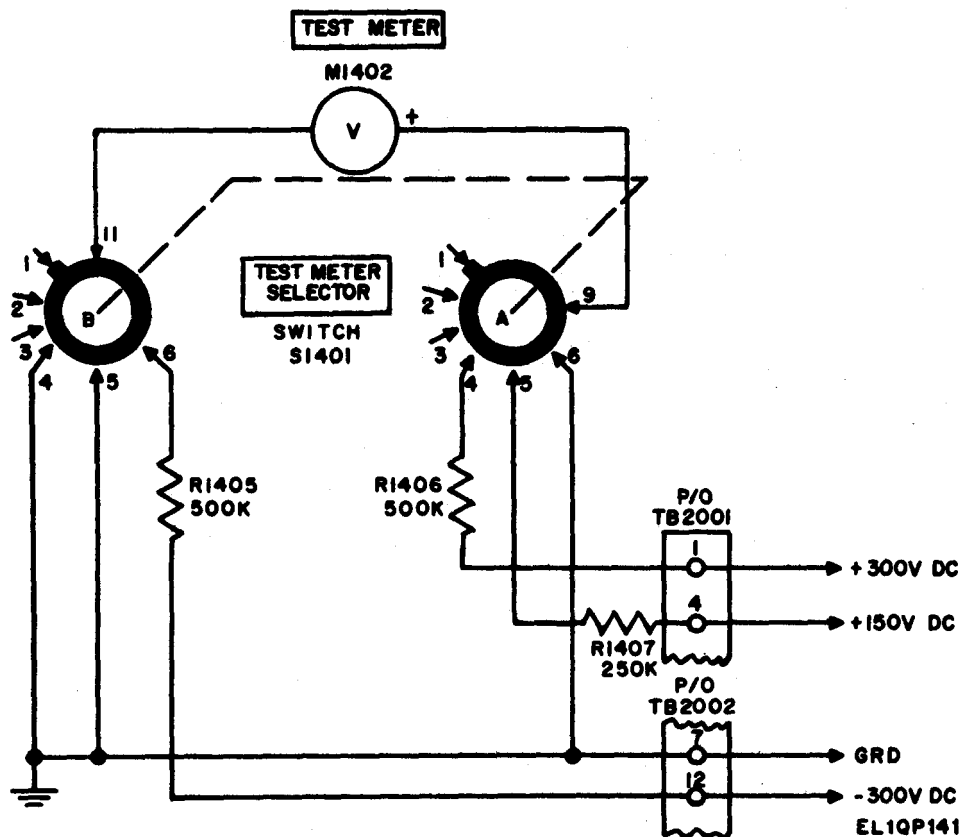 TEST METER
M1402
+
V
11
1
2
3
4
5
6
B
TEST METER
SELECTOR
SWITCH
S1401
1
2
3
4
5
6
9
A
R1405
500K
R1406
500K
P/O
TB2001
1
+300V DC
4
+150V DC
R1407
250K
P/O
TB2002
7
GRD
12
-300V DC
EL1QP141